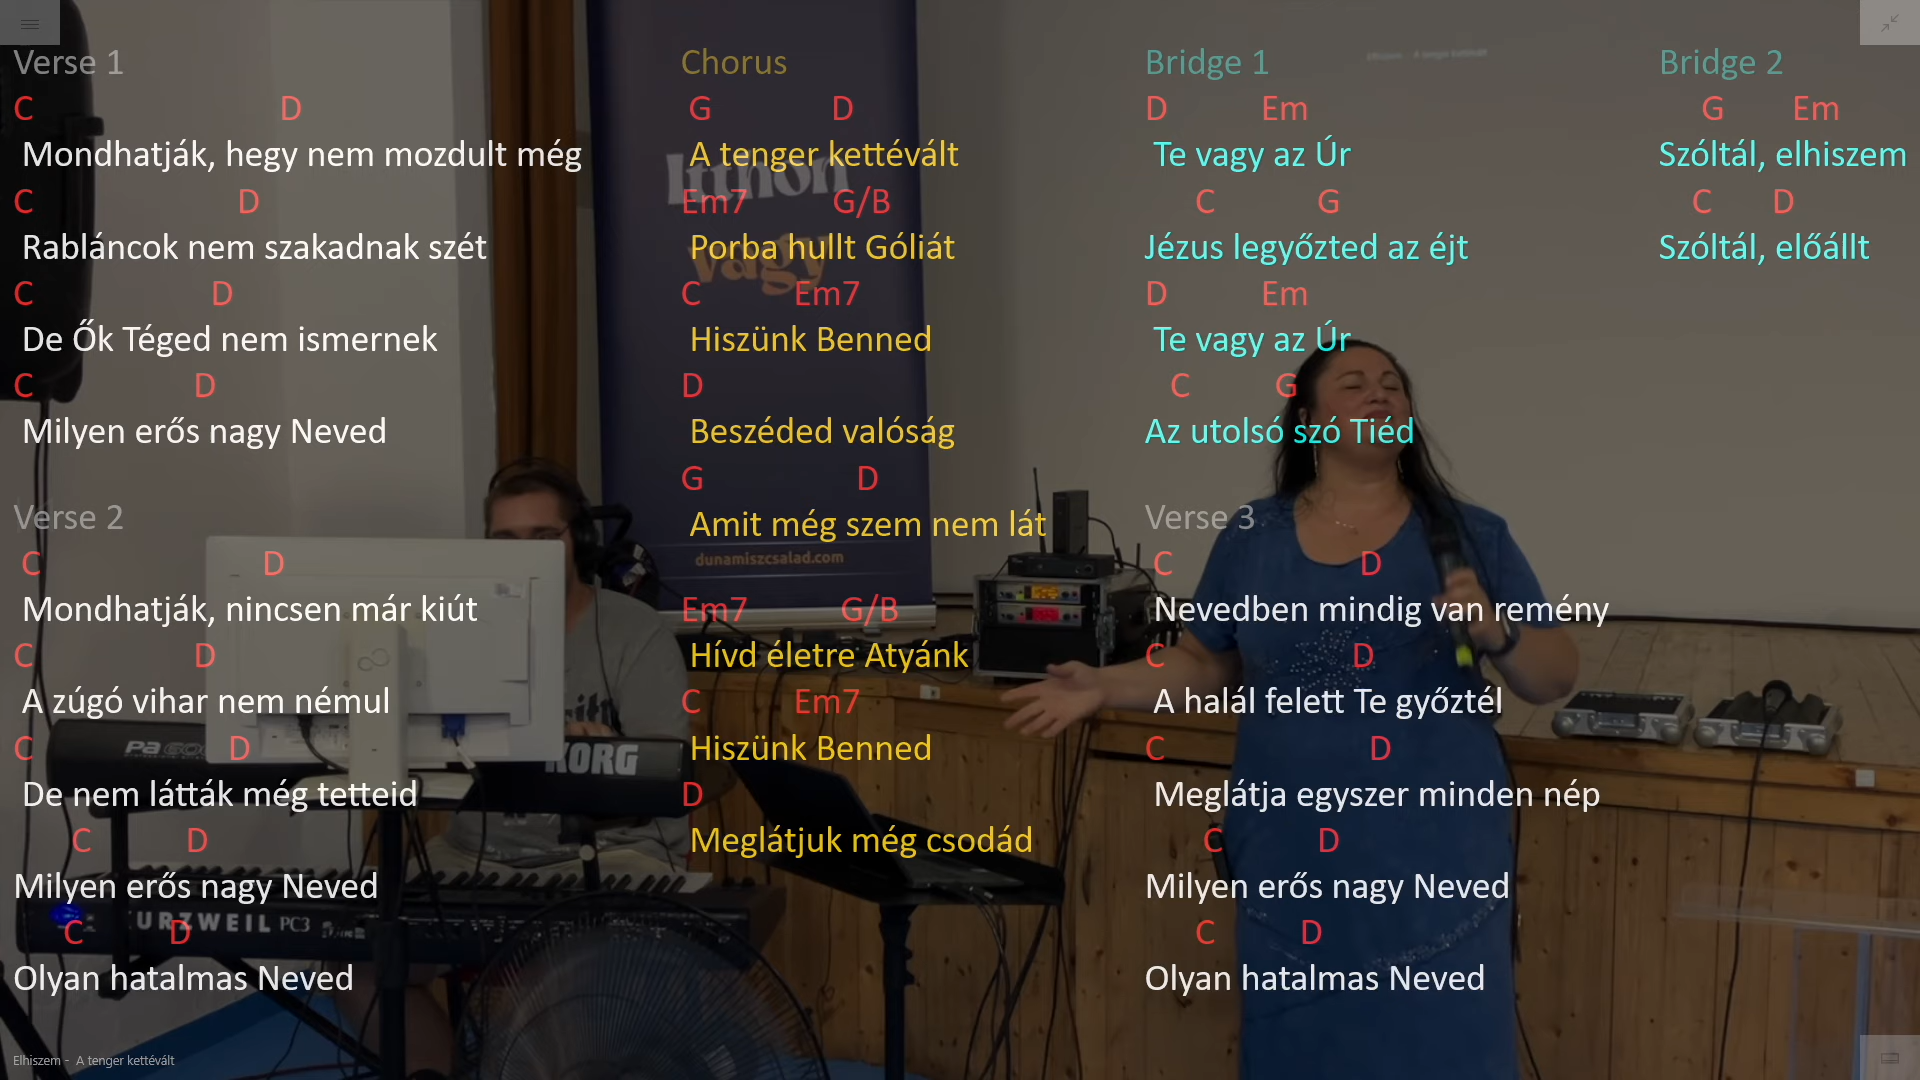 Verse 1
C D
Mondhatják, hegy nem mozdult még
C D
Rabláncok nem szakadnak szét
C D
De Ők Téged nem ismernek
C D
Milyen erős nagy Neved
Verse 2
C D
Mondhatják, nincsen már kiút
C D
A zúgó vihar nem némul
C D
De nem látták még tetteid
C D
Milyen erős nagy Neved
C D
Olyan hatalmas Neved
Chorus
G D
A tenger kettévált
Em7 G/B
Porba hullt Góliát
C Em7
Hiszünk Benned
D
Beszéded valóság
G D
Amit még szem nem lát
Em7 G/B
Hívd életre Atyánk
C Em7
Hiszünk Benned
D
Meglátjuk még csodád
Bridge 1
D Em
Te vagy az Úr
C G
Jézus legyőzted az éjt
D Em
Te vagy az Úr
C G
Az utolsó szó Tiéd
Verse 3
C D
Nevedben mindig van remény
C D
A halál felett Te győztél
C D
Meglátja egyszer minden nép
C D
Milyen erős nagy Neved
C D
Olyan hatalmas Neved
Bridge 2
G Em
Szóltál, elhiszem
C D
Szóltál, előállt
Itthon
vagy
dunamiszcsalad.com
KORG
KURZWEIL PC3
Elhiszem - A tenger kettévált